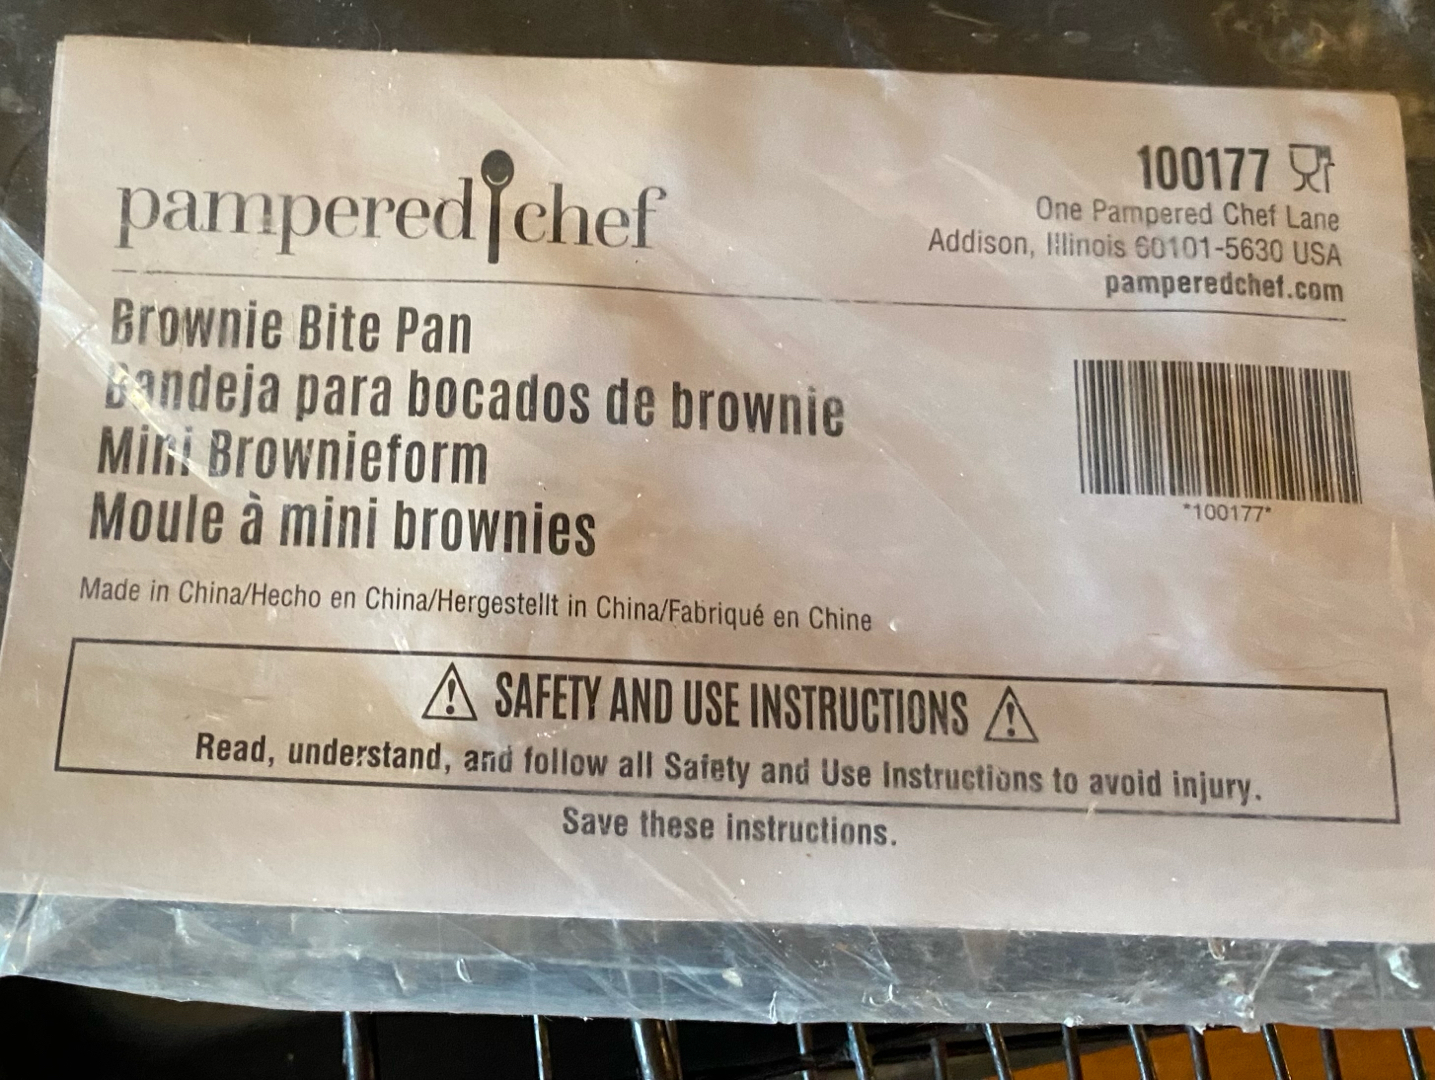 pampered chef
100177
One Pampered Chef Lane
Addison, Illinois 60101-5630 USA
pamperedchef.com
Brownie Bite Pan
Bandeja para bocados de brownie
Mini Brownieform
Moule à mini brownies
*100177*
Made in China/Hecho en China/Hergestellt in China/Fabriqué en Chine
SAFETY AND USE INSTRUCTIONS
Read, understand, and follow all Safety and Use Instructions to avoid injury.
Save these instructions.